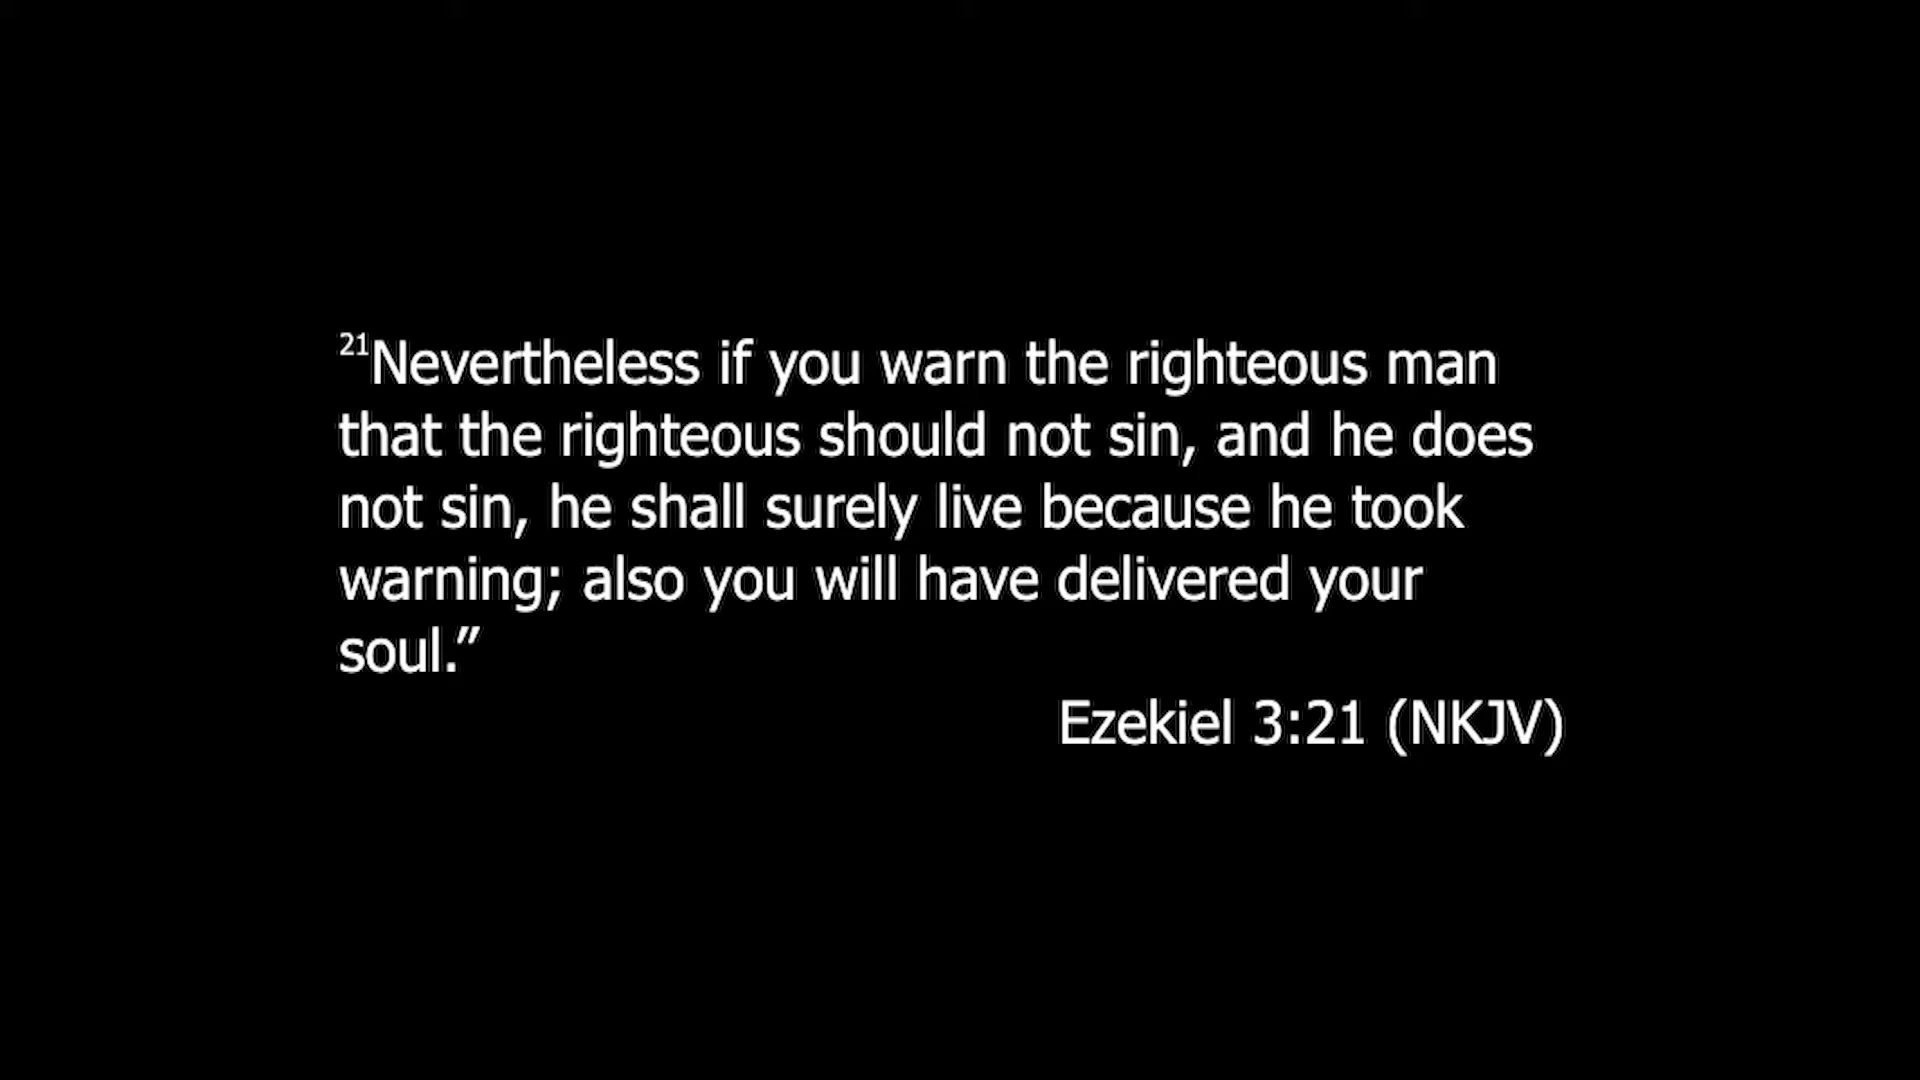 ²¹Nevertheless if you warn the righteous man
that the righteous should not sin, and he does
not sin, he shall surely live because he took
warning; also you will have delivered your
soul.”
Ezekiel 3:21 (NKJV)